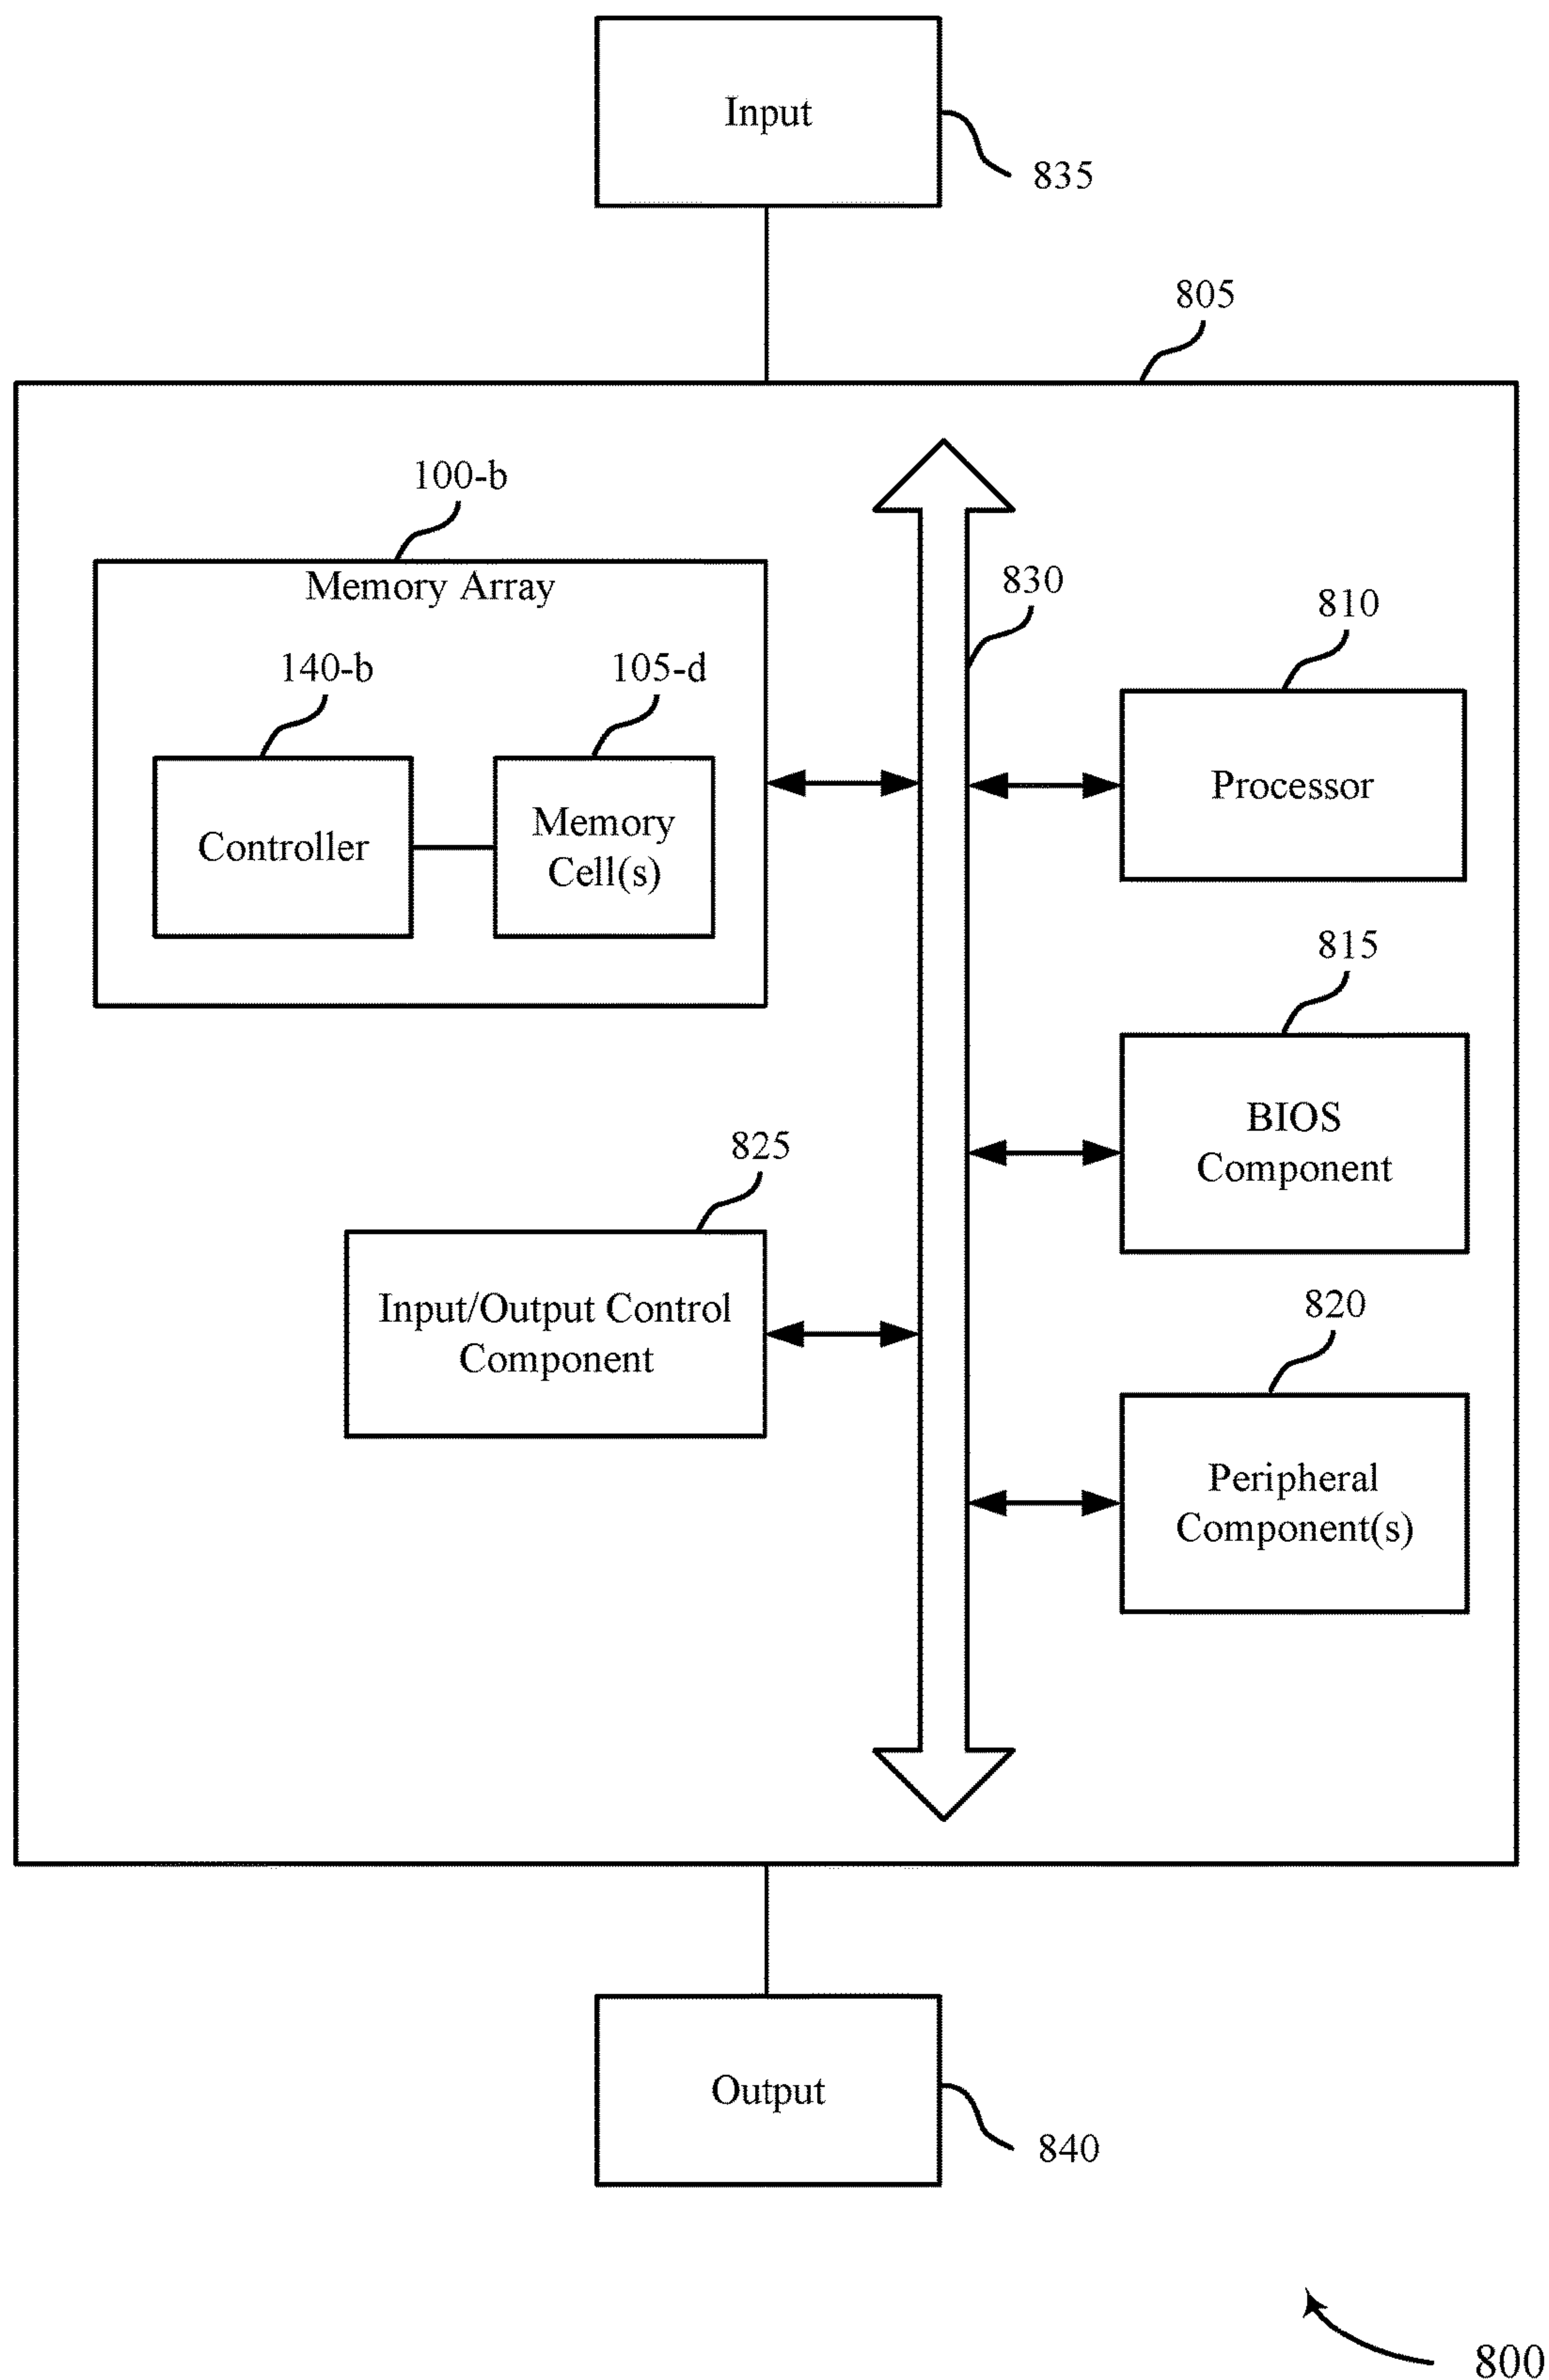 Input
835
805
100-b
Memory Array
830
810
140-b
105-d
Controller
Memory
Cell(s)
Processor
815
BIOS
Component
825
Input/Output Control
Component
820
Peripheral
Component(s)
Output
840
800